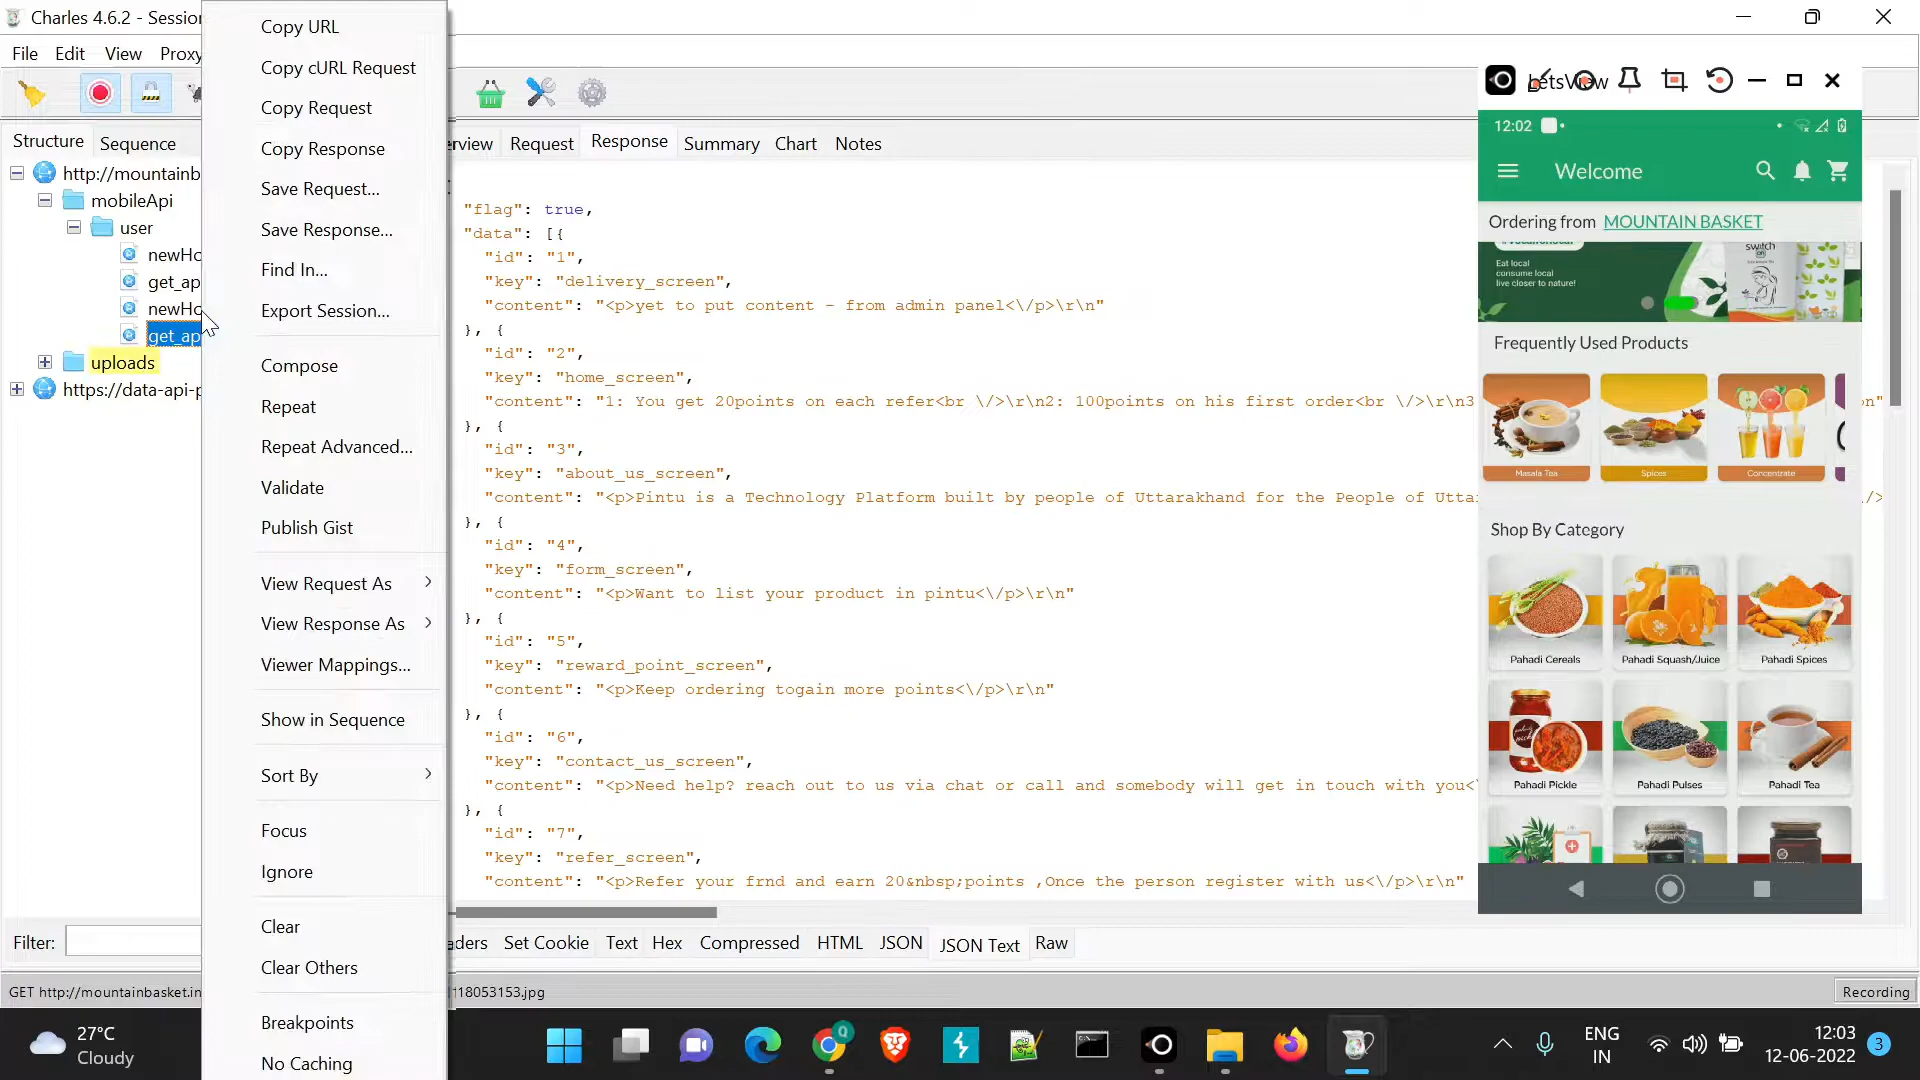 Charles 4.6.2 - Session
File Edit View Proxy
Structure Sequence
http://mountainb
mobileApi
user
newHo
get_ap
newHo
get_ap
uploads
https://data-api-p
Filter:
GET http://mountainbasket.in
118053153.jpg
Recording
Copy URL
Copy cURL Request
Copy Request
Copy Response
Save Request...
Save Response...
Find In...
Export Session...
Compose
Repeat
Repeat Advanced...
Validate
Publish Gist
View Request As
View Response As
Viewer Mappings...
Show in Sequence
Sort By
Focus
Ignore
Clear
Clear Others
Breakpoints
No Caching
erview Request Response Summary Chart Notes
"flag": true,
"data": [{
"id": "1",
"key": "delivery_screen",
"content": "<p>yet to put content - from admin panel<\/p>\r\n"
}, {
"id": "2",
"key": "home_screen",
"content": "1: You get 20points on each refer<br \/>\r\n2: 100points on his first order<br \/>\r\n3
}, {
"id": "3",
"key": "about_us_screen",
"content": "<p>Pintu is a Technology Platform built by people of Uttarakhand for the People of Utta
}, {
"id": "4",
"key": "form_screen",
"content": "<p>Want to list your product in pintu<\/p>\r\n"
}, {
"id": "5",
"key": "reward_point_screen",
"content": "<p>Keep ordering togain more points<\/p>\r\n"
}, {
"id": "6",
"key": "contact_us_screen",
"content": "<p>Need help? reach out to us via chat or call and somebody will get in touch with you<\
}, {
"id": "7",
"key": "refer_screen",
"content": "<p>Refer your frnd and earn 20&nbsp;points ,Once the person register with us<\/p>\r\n"
aders Set Cookie Text Hex Compressed HTML JSON JSON Text Raw
LetsView
12:02
Welcome
Ordering from MOUNTAIN BASKET
Eat local
consume local
live closer to nature!
switch
on
Frequently Used Products
Masala Tea Spices Concentrate
Shop By Category
Pahadi Cereals Pahadi Squash/Juice Pahadi Spices
Pahadi Pickle Pahadi Pulses Pahadi Tea
27°C
Cloudy
ENG
IN
12:03
12-06-2022
3